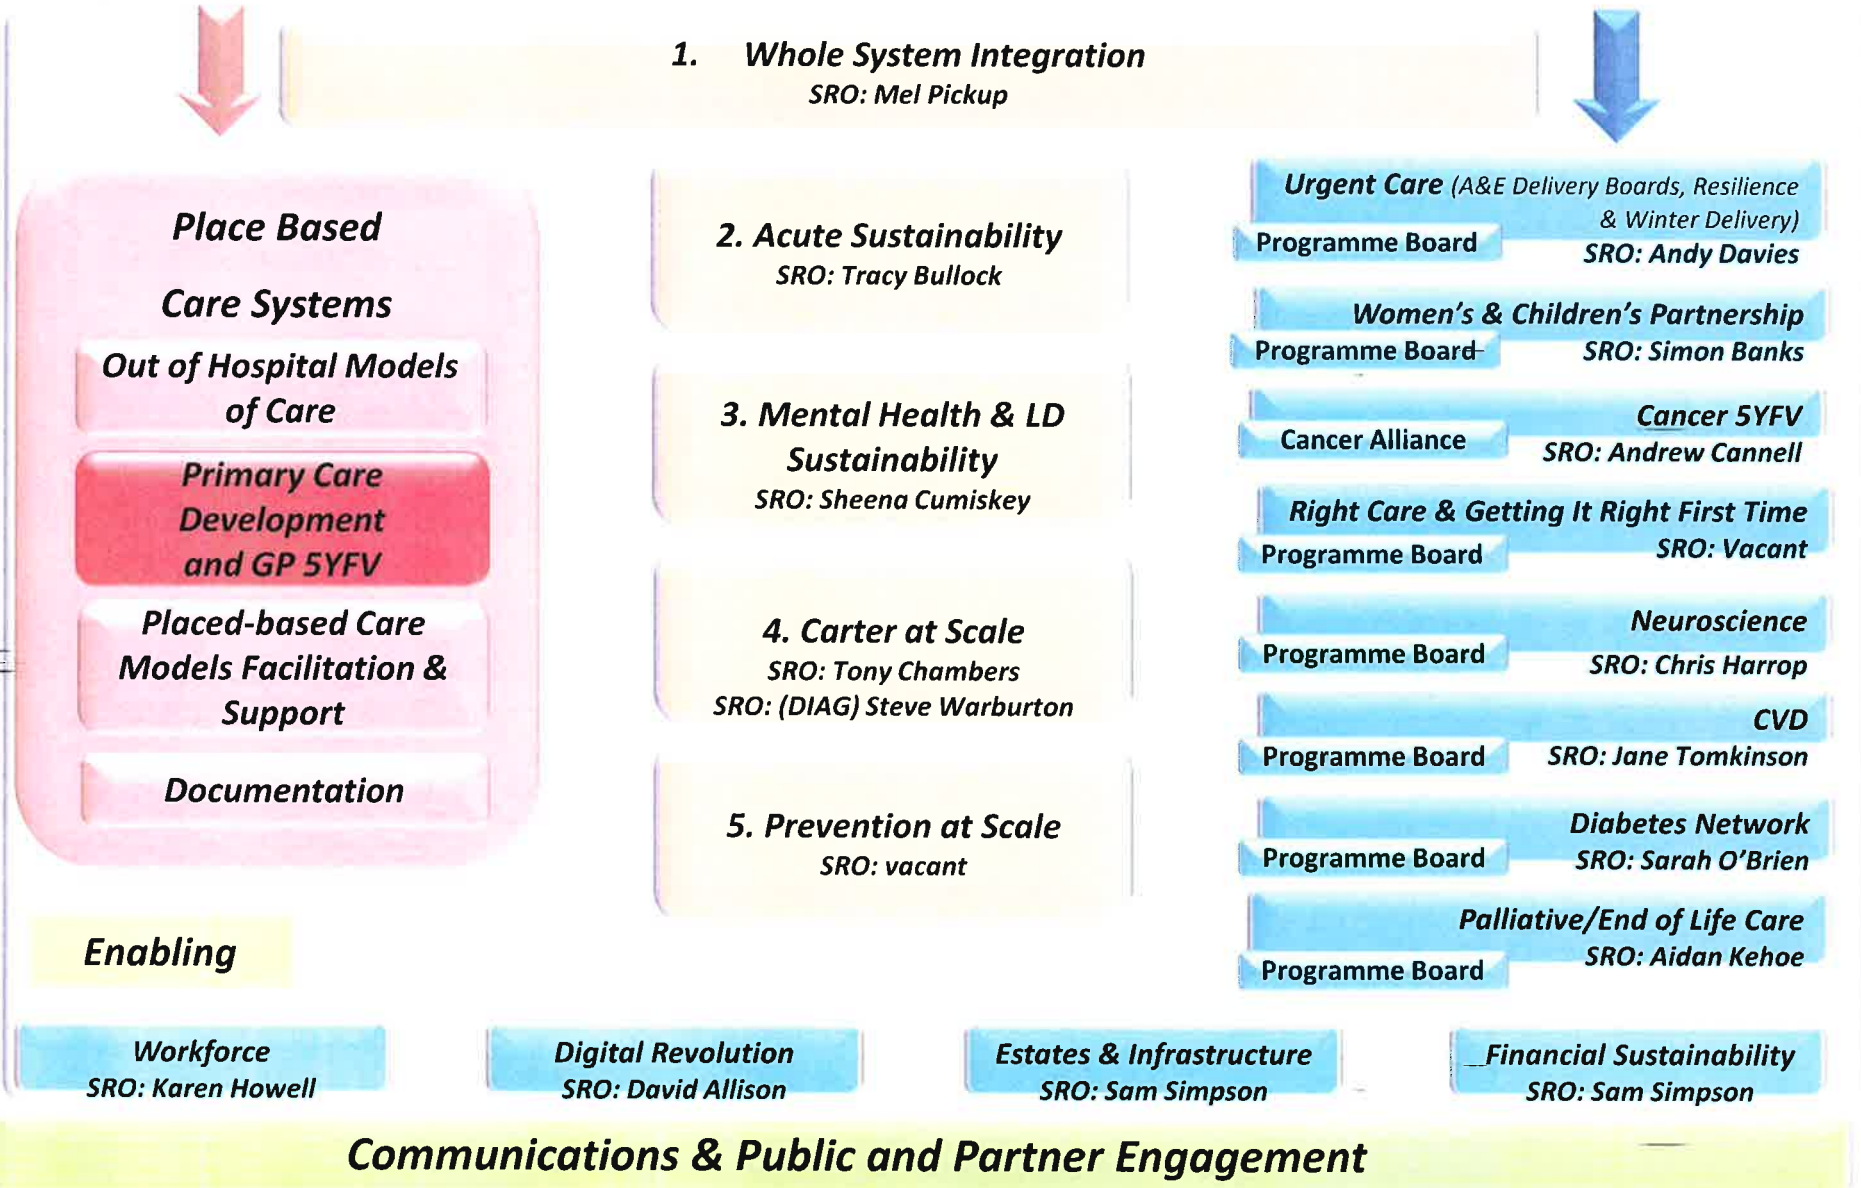 1. Whole System Integration
SRO: Mel Pickup
Place Based
Care Systems
Out of Hospital Models
of Care
Primary Care
Development
and GP 5YFV
Placed-based Care
Models Facilitation &
Support
Documentation
2. Acute Sustainability
SRO: Tracy Bullock
3. Mental Health & LD
Sustainability
SRO: Sheena Cumiskey
4. Carter at Scale
SRO: Tony Chambers
SRO: (DIAG) Steve Warburton
5. Prevention at Scale
SRO: vacant
Urgent Care (A&E Delivery Boards, Resilience
& Winter Delivery)
Programme Board
SRO: Andy Davies
Women's & Children's Partnership
Programme Board
SRO: Simon Banks
Cancer 5YFV
Cancer Alliance
SRO: Andrew Cannell
Right Care & Getting It Right First Time
SRO: Vacant
Programme Board
Neuroscience
Programme Board
SRO: Chris Harrop
CVD
Programme Board
SRO: Jane Tomkinson
Diabetes Network
Programme Board
SRO: Sarah O'Brien
Palliative/End of Life Care
SRO: Aidan Kehoe
Programme Board
Enabling
Workforce
SRO: Karen Howell
Digital Revolution
SRO: David Allison
Estates & Infrastructure
SRO: Sam Simpson
Financial Sustainability
SRO: Sam Simpson
Communications & Public and Partner Engagement